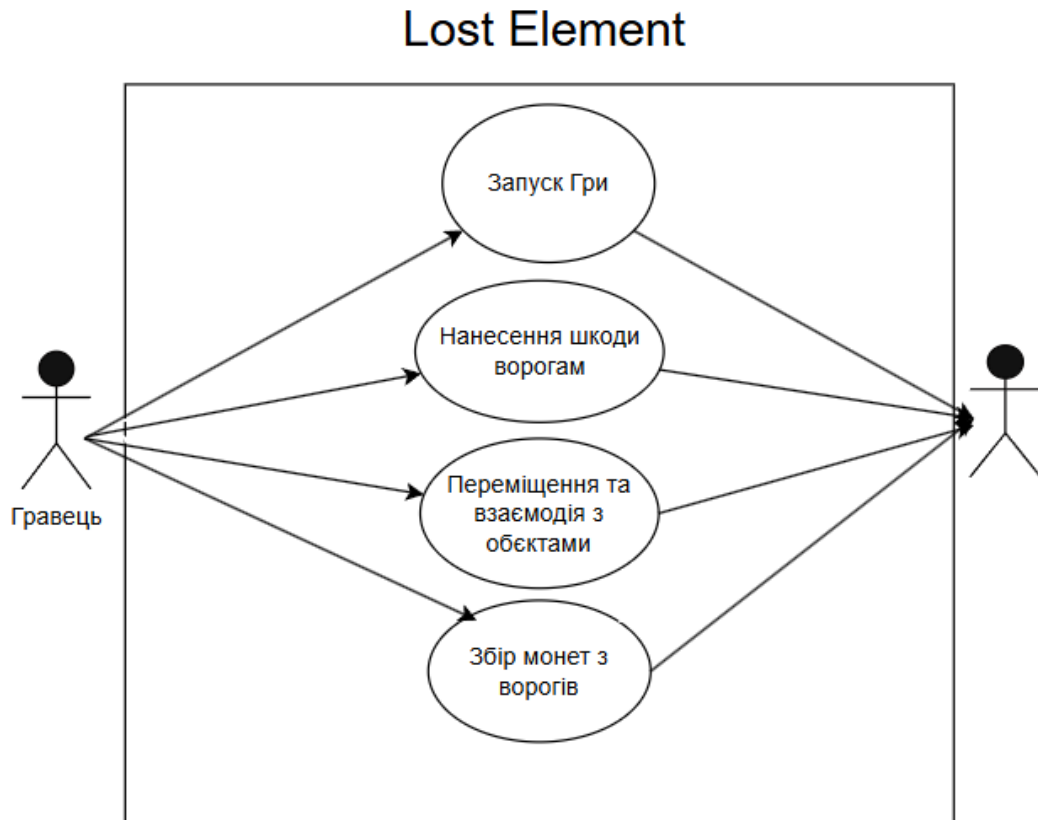 Lost Element
Запуск Гри
Нанесення шкоди
ворогам
Переміщення та
взаємодія з
обєктами
Гравець
Збір монет з
ворогів